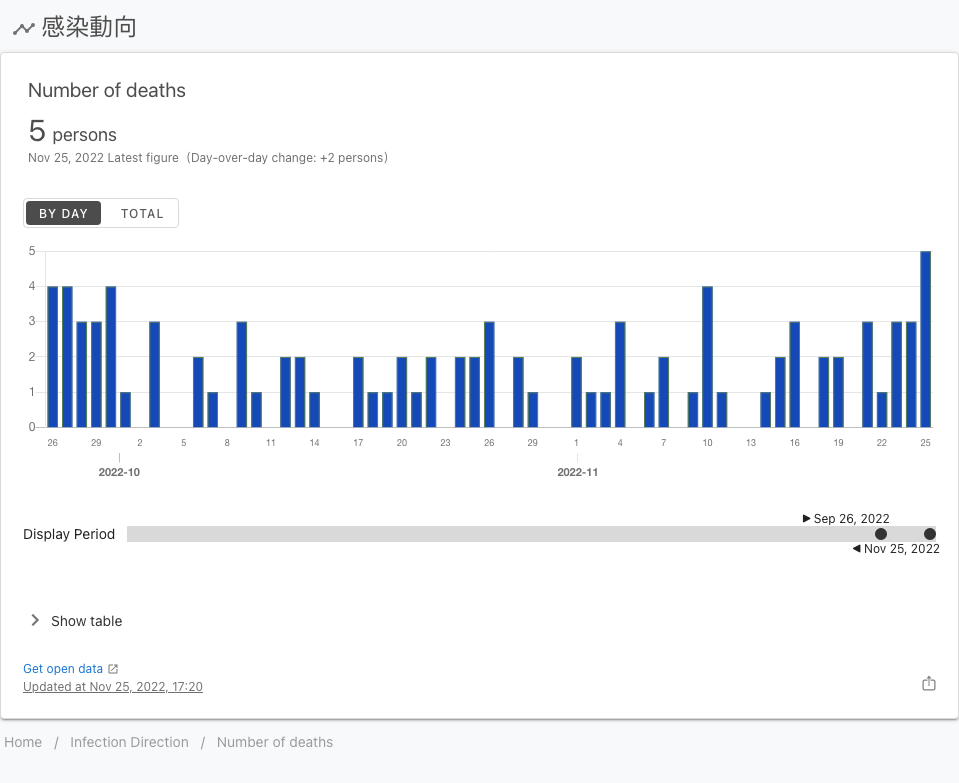 感染動向
Number of deaths
5 persons
Nov 25, 2022 Latest figure (Day-over-day change: +2 persons)
BY DAY TOTAL
5
4
3
2
1
0
26 29 2 5 8 11 14 17 20 23 26 29 1 4 7 10 13 16 19 22 25
2022-10 2022-11
Sep 26, 2022
Display Period
Nov 25, 2022
Show table
Get open data
Updated at Nov 25, 2022, 17:20
Home / Infection Direction / Number of deaths